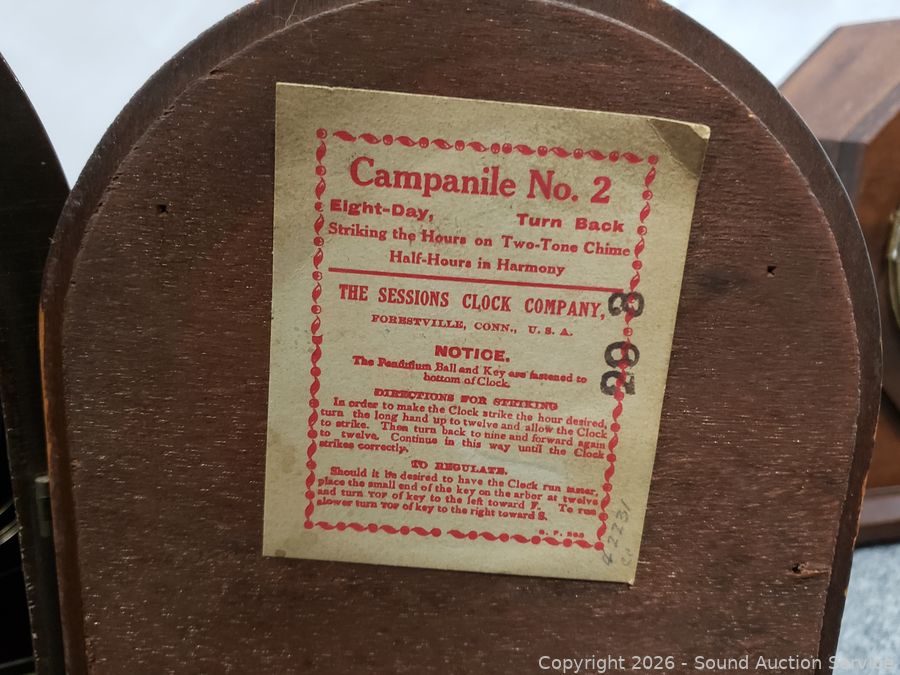 Campanile No. 2
Eight-Day, Turn Back
Striking the Hours on Two-Tone Chime
Half-Hours in Harmony
THE SESSIONS CLOCK COMPANY,
FORESTVILLE, CONN., U. S. A.
NOTICE.
The Pendulum Ball and Key are fastened to
bottom of Clock.
DIRECTIONS FOR STRIKING
In order to make the Clock strike the hour desired,
turn the long hand up to twelve and allow the Clock
to strike. Then turn back to nine and forward again
to twelve. Continue in this way until the Clock
strikes correctly.
TO REGULATE.
Should it be desired to have the Clock run faster,
place the small end of the key on the arbor at twelve
and turn TOP of key to the left toward F. To run
slower turn TOP of key to the right toward S.
208
Copyright © 2026 - Sound Auction Service